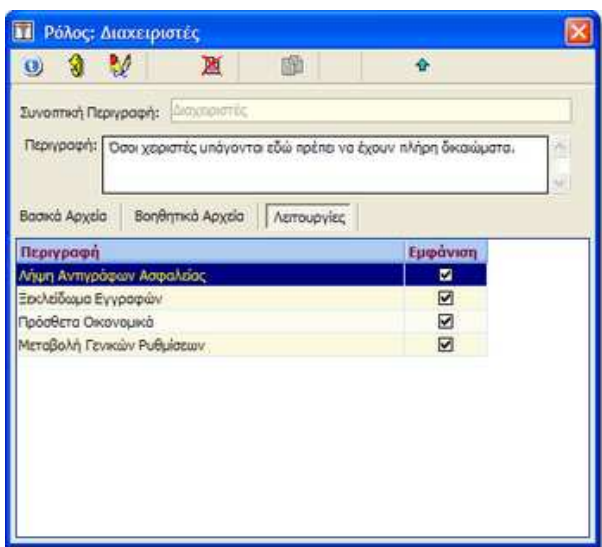 Ρόλος: Διαχειριστές
Συνοπτική Περιγραφή: Διαχειριστές
Περιγραφή: Όσοι χειριστές υπάγονται εδώ πρέπει να έχουν πλήρη δικαιώματα.
Βασικά Αρχεία Βοηθητικά Αρχεία Λειτουργίες
Περιγραφή Εμφάνιση
Λήψη Αντιγράφων Ασφαλείας
Ξεκλείδωμα Εγγραφών
Πρόσθετα Οικονομικά
Μεταβολή Γενικών Ρυθμίσεων